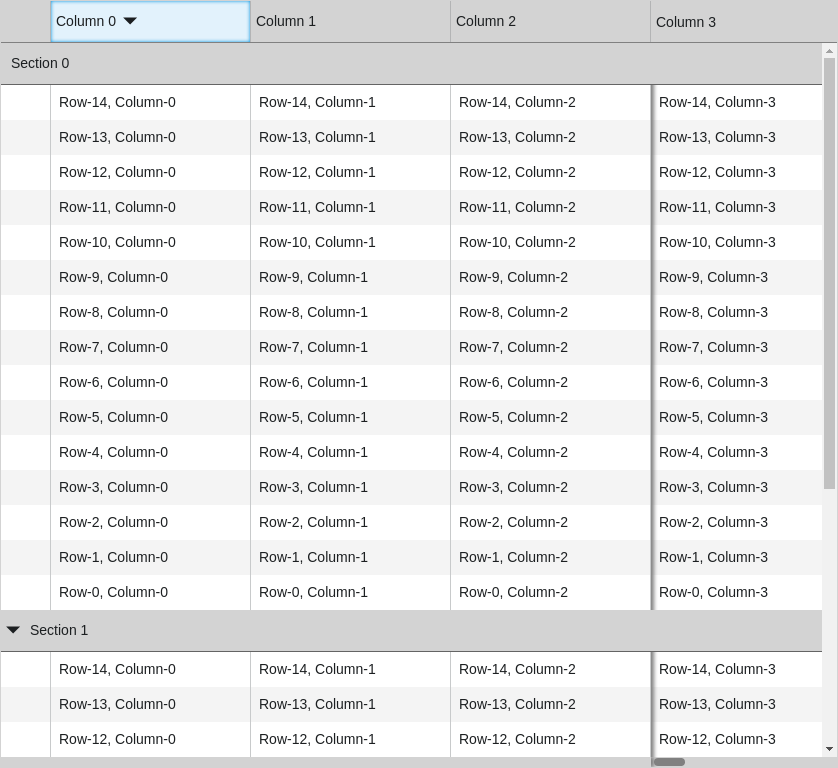 Column 0 Column 1 Column 2 Column 3
Section 0
Row-14, Column-0 Row-14, Column-1 Row-14, Column-2 Row-14, Column-3
Row-13, Column-0 Row-13, Column-1 Row-13, Column-2 Row-13, Column-3
Row-12, Column-0 Row-12, Column-1 Row-12, Column-2 Row-12, Column-3
Row-11, Column-0 Row-11, Column-1 Row-11, Column-2 Row-11, Column-3
Row-10, Column-0 Row-10, Column-1 Row-10, Column-2 Row-10, Column-3
Row-9, Column-0 Row-9, Column-1 Row-9, Column-2 Row-9, Column-3
Row-8, Column-0 Row-8, Column-1 Row-8, Column-2 Row-8, Column-3
Row-7, Column-0 Row-7, Column-1 Row-7, Column-2 Row-7, Column-3
Row-6, Column-0 Row-6, Column-1 Row-6, Column-2 Row-6, Column-3
Row-5, Column-0 Row-5, Column-1 Row-5, Column-2 Row-5, Column-3
Row-4, Column-0 Row-4, Column-1 Row-4, Column-2 Row-4, Column-3
Row-3, Column-0 Row-3, Column-1 Row-3, Column-2 Row-3, Column-3
Row-2, Column-0 Row-2, Column-1 Row-2, Column-2 Row-2, Column-3
Row-1, Column-0 Row-1, Column-1 Row-1, Column-2 Row-1, Column-3
Row-0, Column-0 Row-0, Column-1 Row-0, Column-2 Row-0, Column-3
Section 1
Row-14, Column-0 Row-14, Column-1 Row-14, Column-2 Row-14, Column-3
Row-13, Column-0 Row-13, Column-1 Row-13, Column-2 Row-13, Column-3
Row-12, Column-0 Row-12, Column-1 Row-12, Column-2 Row-12, Column-3